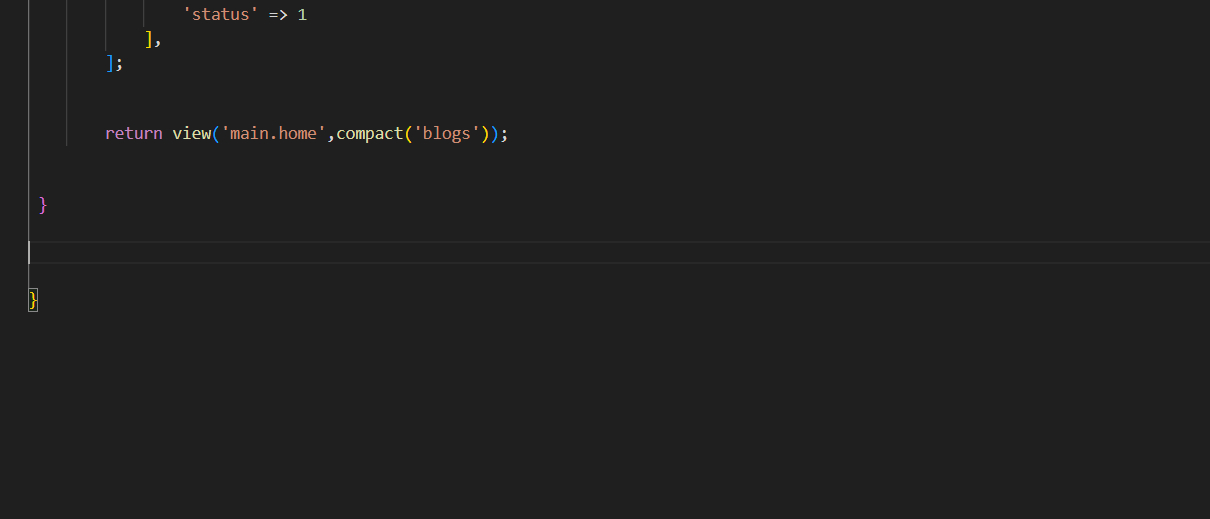 'status' => 1
],
];
return view('main.home',compact('blogs'));
}
}